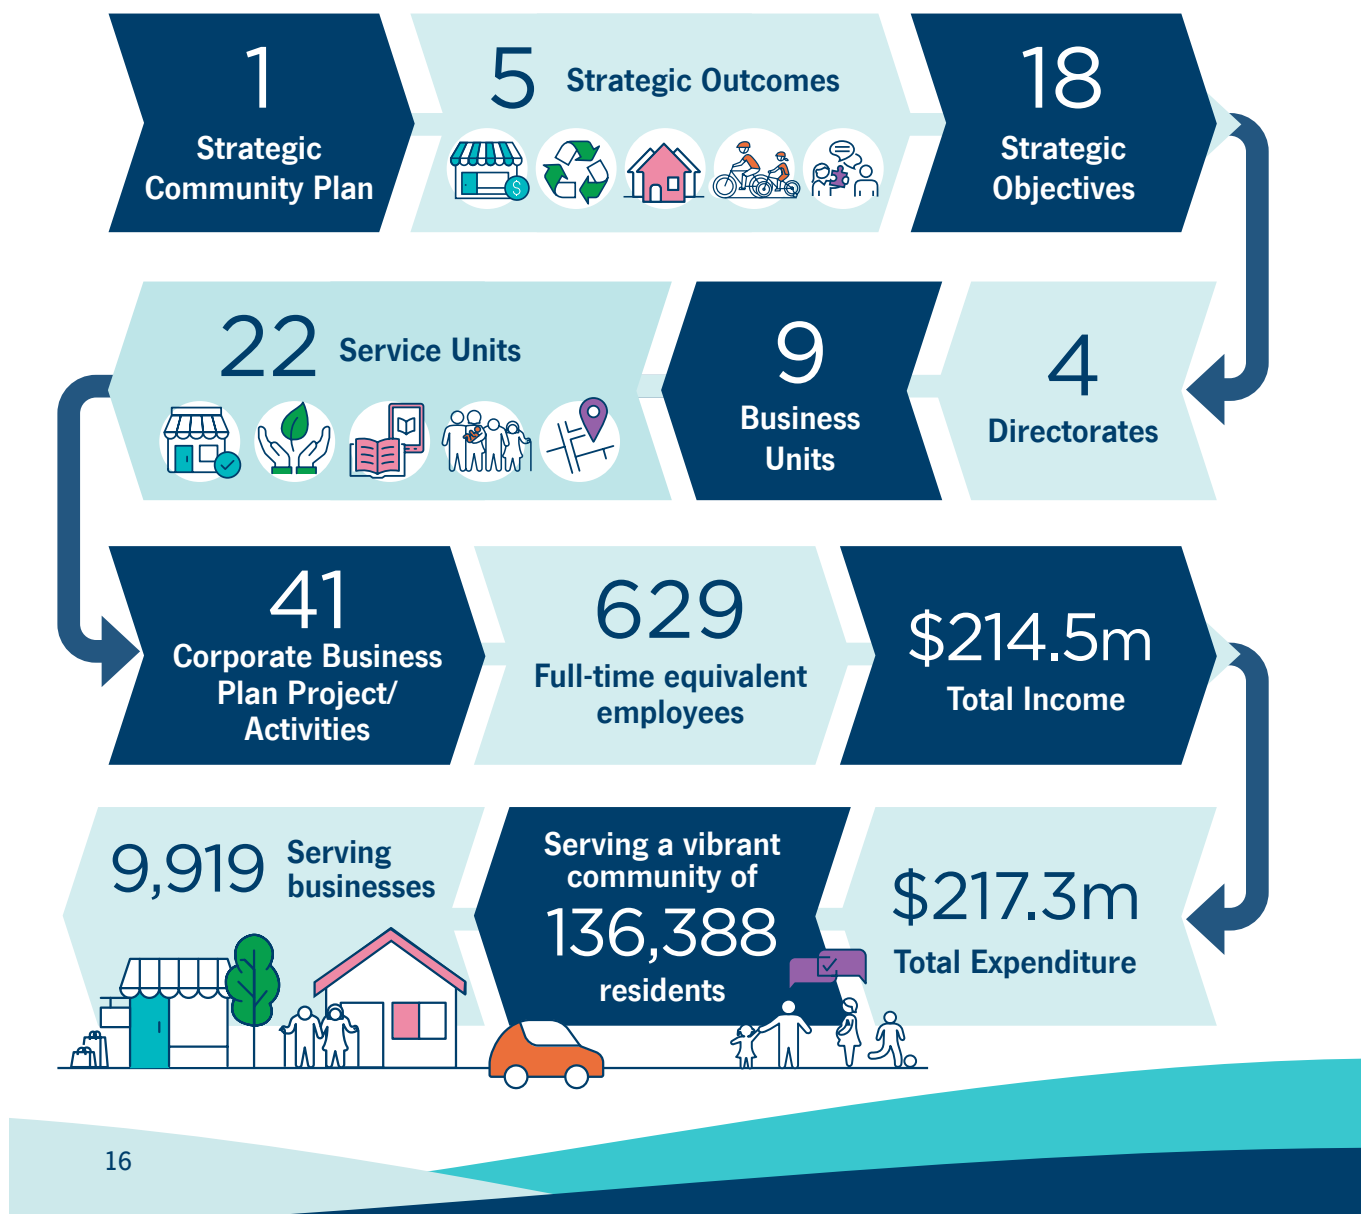 1
Strategic
Community Plan
5 Strategic Outcomes
$
18
Strategic
Objectives
4
Directorates
9
Business
Units
22 Service Units
41
Corporate Business
Plan Project/
Activities
629
Full-time equivalent
employees
$214.5m
Total Income
$217.3m
Total Expenditure
Serving a vibrant
community of
136,388
residents
9,919 Serving
businesses
16